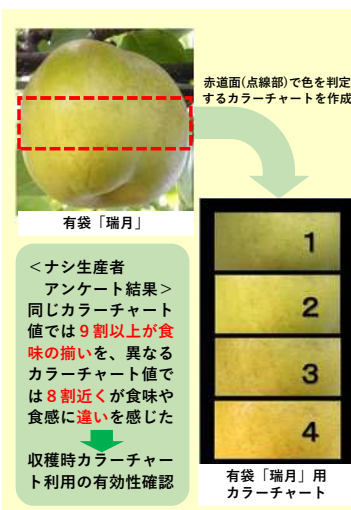 赤道面(点線部)で色を判定
するカラーチャートを作成
有袋「瑞月」
1
2
3
4
有袋「瑞月」用
カラーチャート
＜ナシ生産者
アンケート結果＞
同じカラーチャート
値では９割以上が食
味の揃いを、異なる
カラーチャート値で
は８割近くが食味や
食感に違いを感じた
収穫時カラーチャー
ト利用の有効性確認